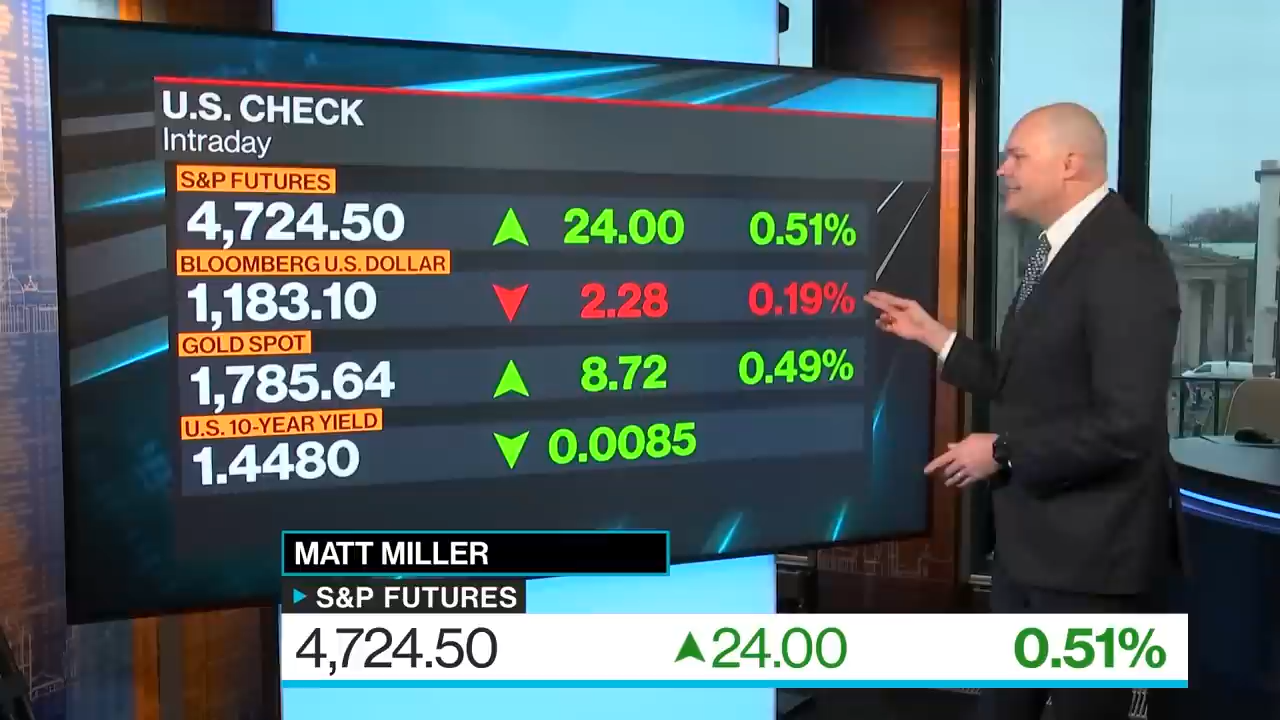 U.S. CHECK
Intraday
S&P FUTURES
4,724.50 ▲ 24.00 0.51%
BLOOMBERG U.S. DOLLAR
1,183.10 ▼ 2.28 0.19%
GOLD SPOT
1,785.64 ▲ 8.72 0.49%
U.S. 10-YEAR YIELD
1.4480 ▼ 0.0085
MATT MILLER
▶ S&P FUTURES
4,724.50 ▲24.00 0.51%